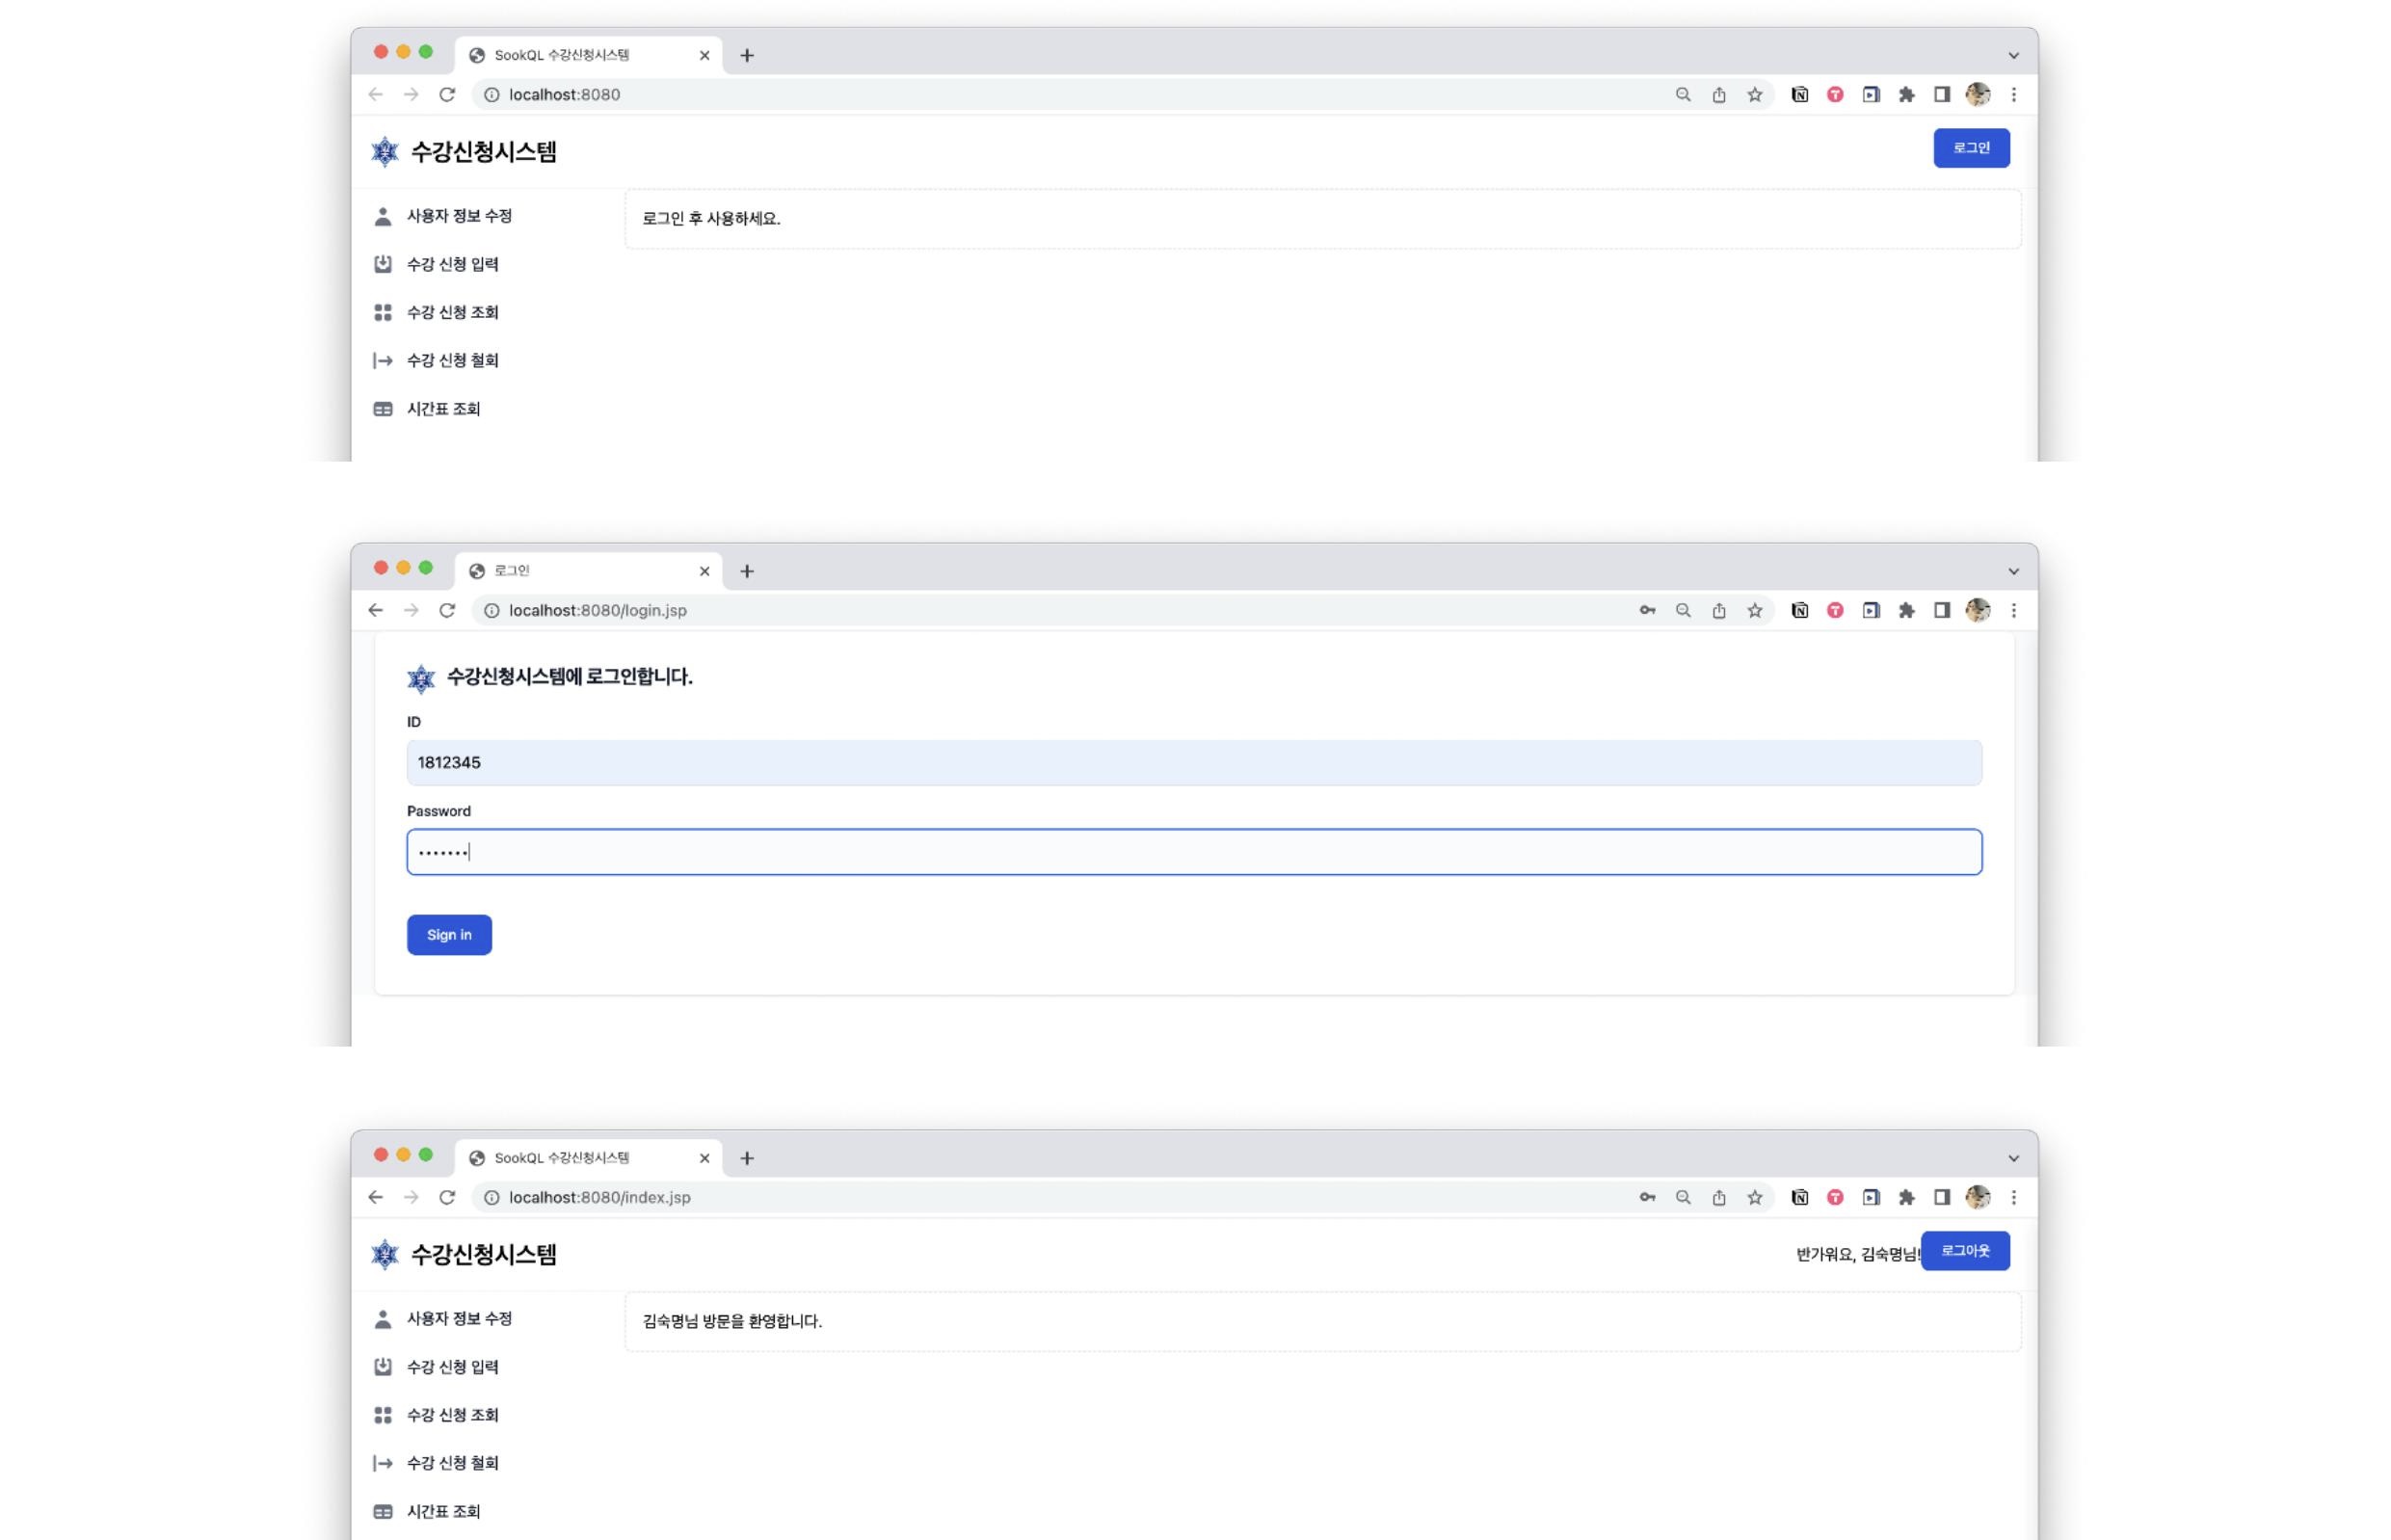 SookQL 수강신청시스템
localhost:8080
수강신청시스템
로그인
사용자 정보 수정
로그인 후 사용하세요.
수강 신청 입력
수강 신청 조회
수강 신청 철회
시간표 조회
로그인
localhost:8080/login.jsp
수강신청시스템에 로그인합니다.
ID
1812345
Password
•••••••
Sign in
SookQL 수강신청시스템
localhost:8080/index.jsp
수강신청시스템
반가워요, 김숙명님!
로그아웃
사용자 정보 수정
김숙명님 방문을 환영합니다.
수강 신청 입력
수강 신청 조회
수강 신청 철회
시간표 조회